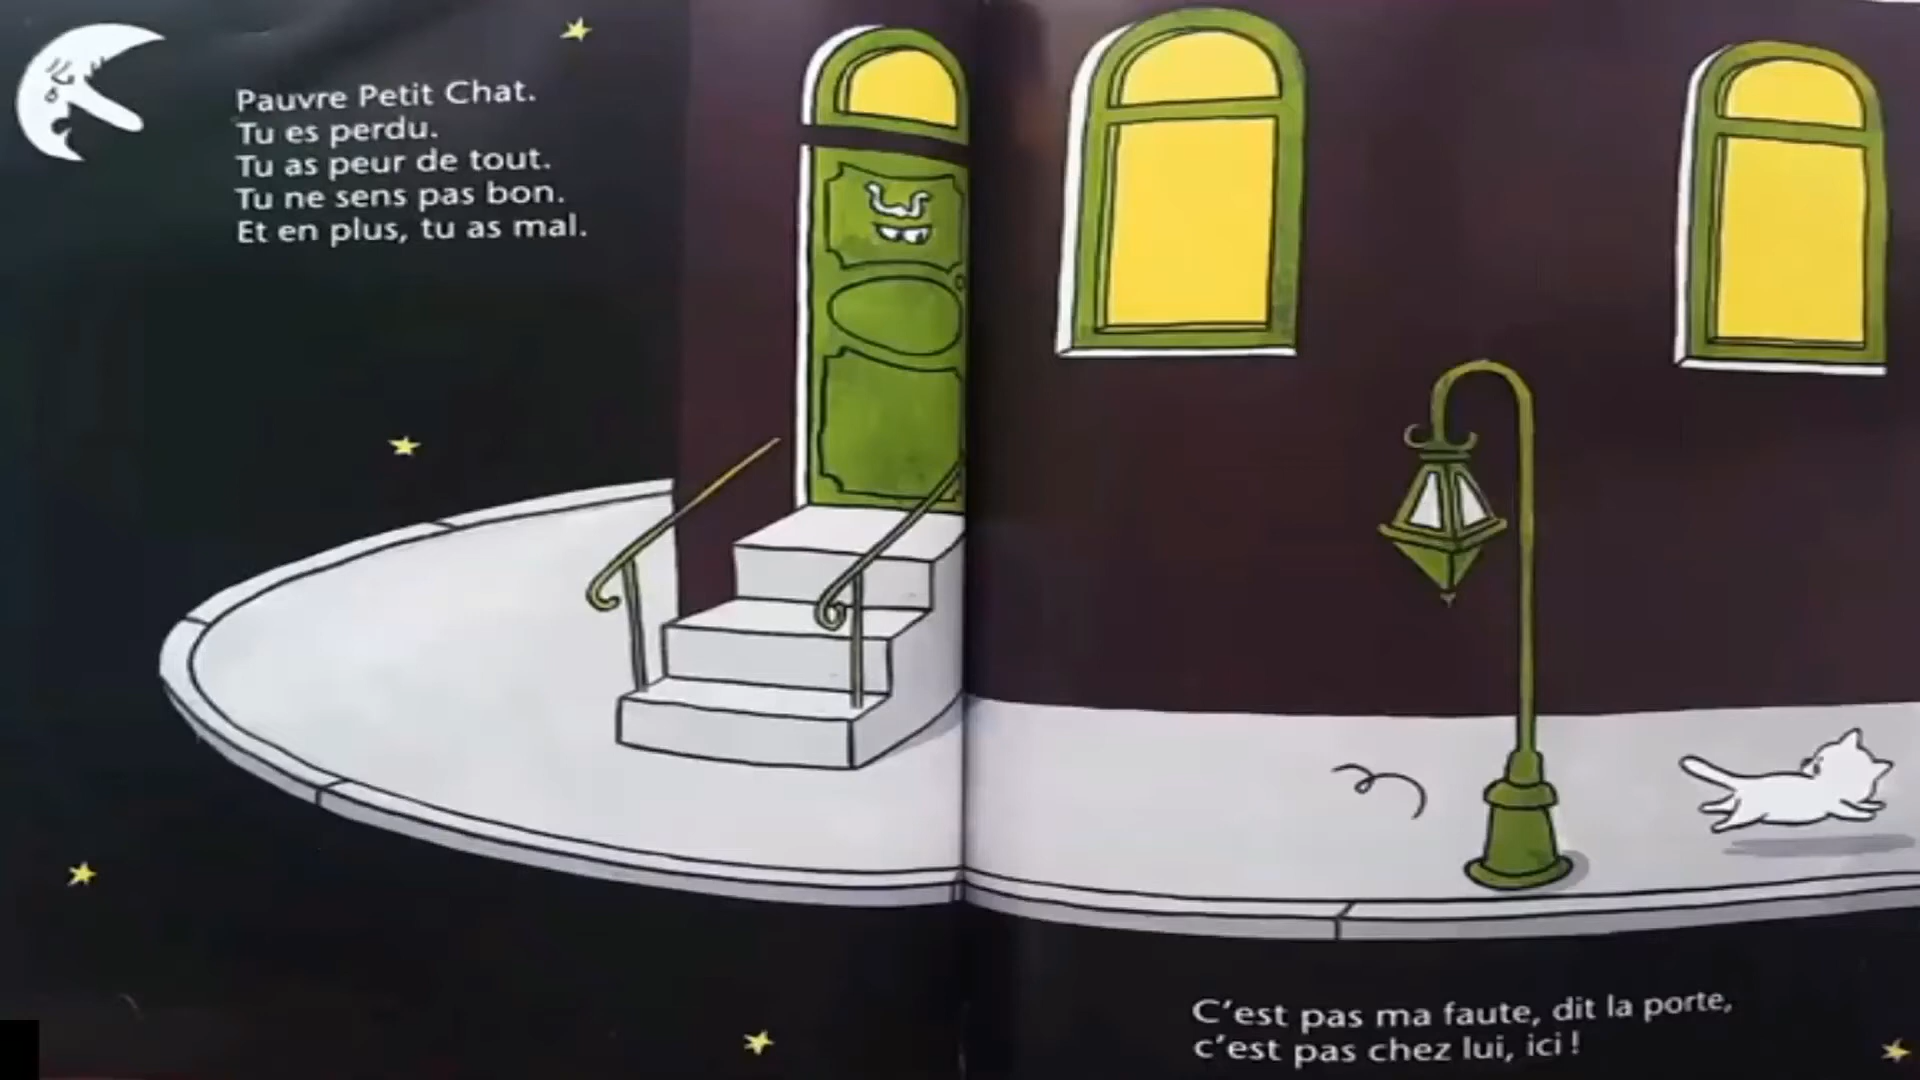 Pauvre Petit Chat.
Tu es perdu.
Tu as peur de tout.
Tu ne sens pas bon.
Et en plus, tu as mal.
C'est pas ma faute, dit la porte,
c'est pas chez lui, ici !